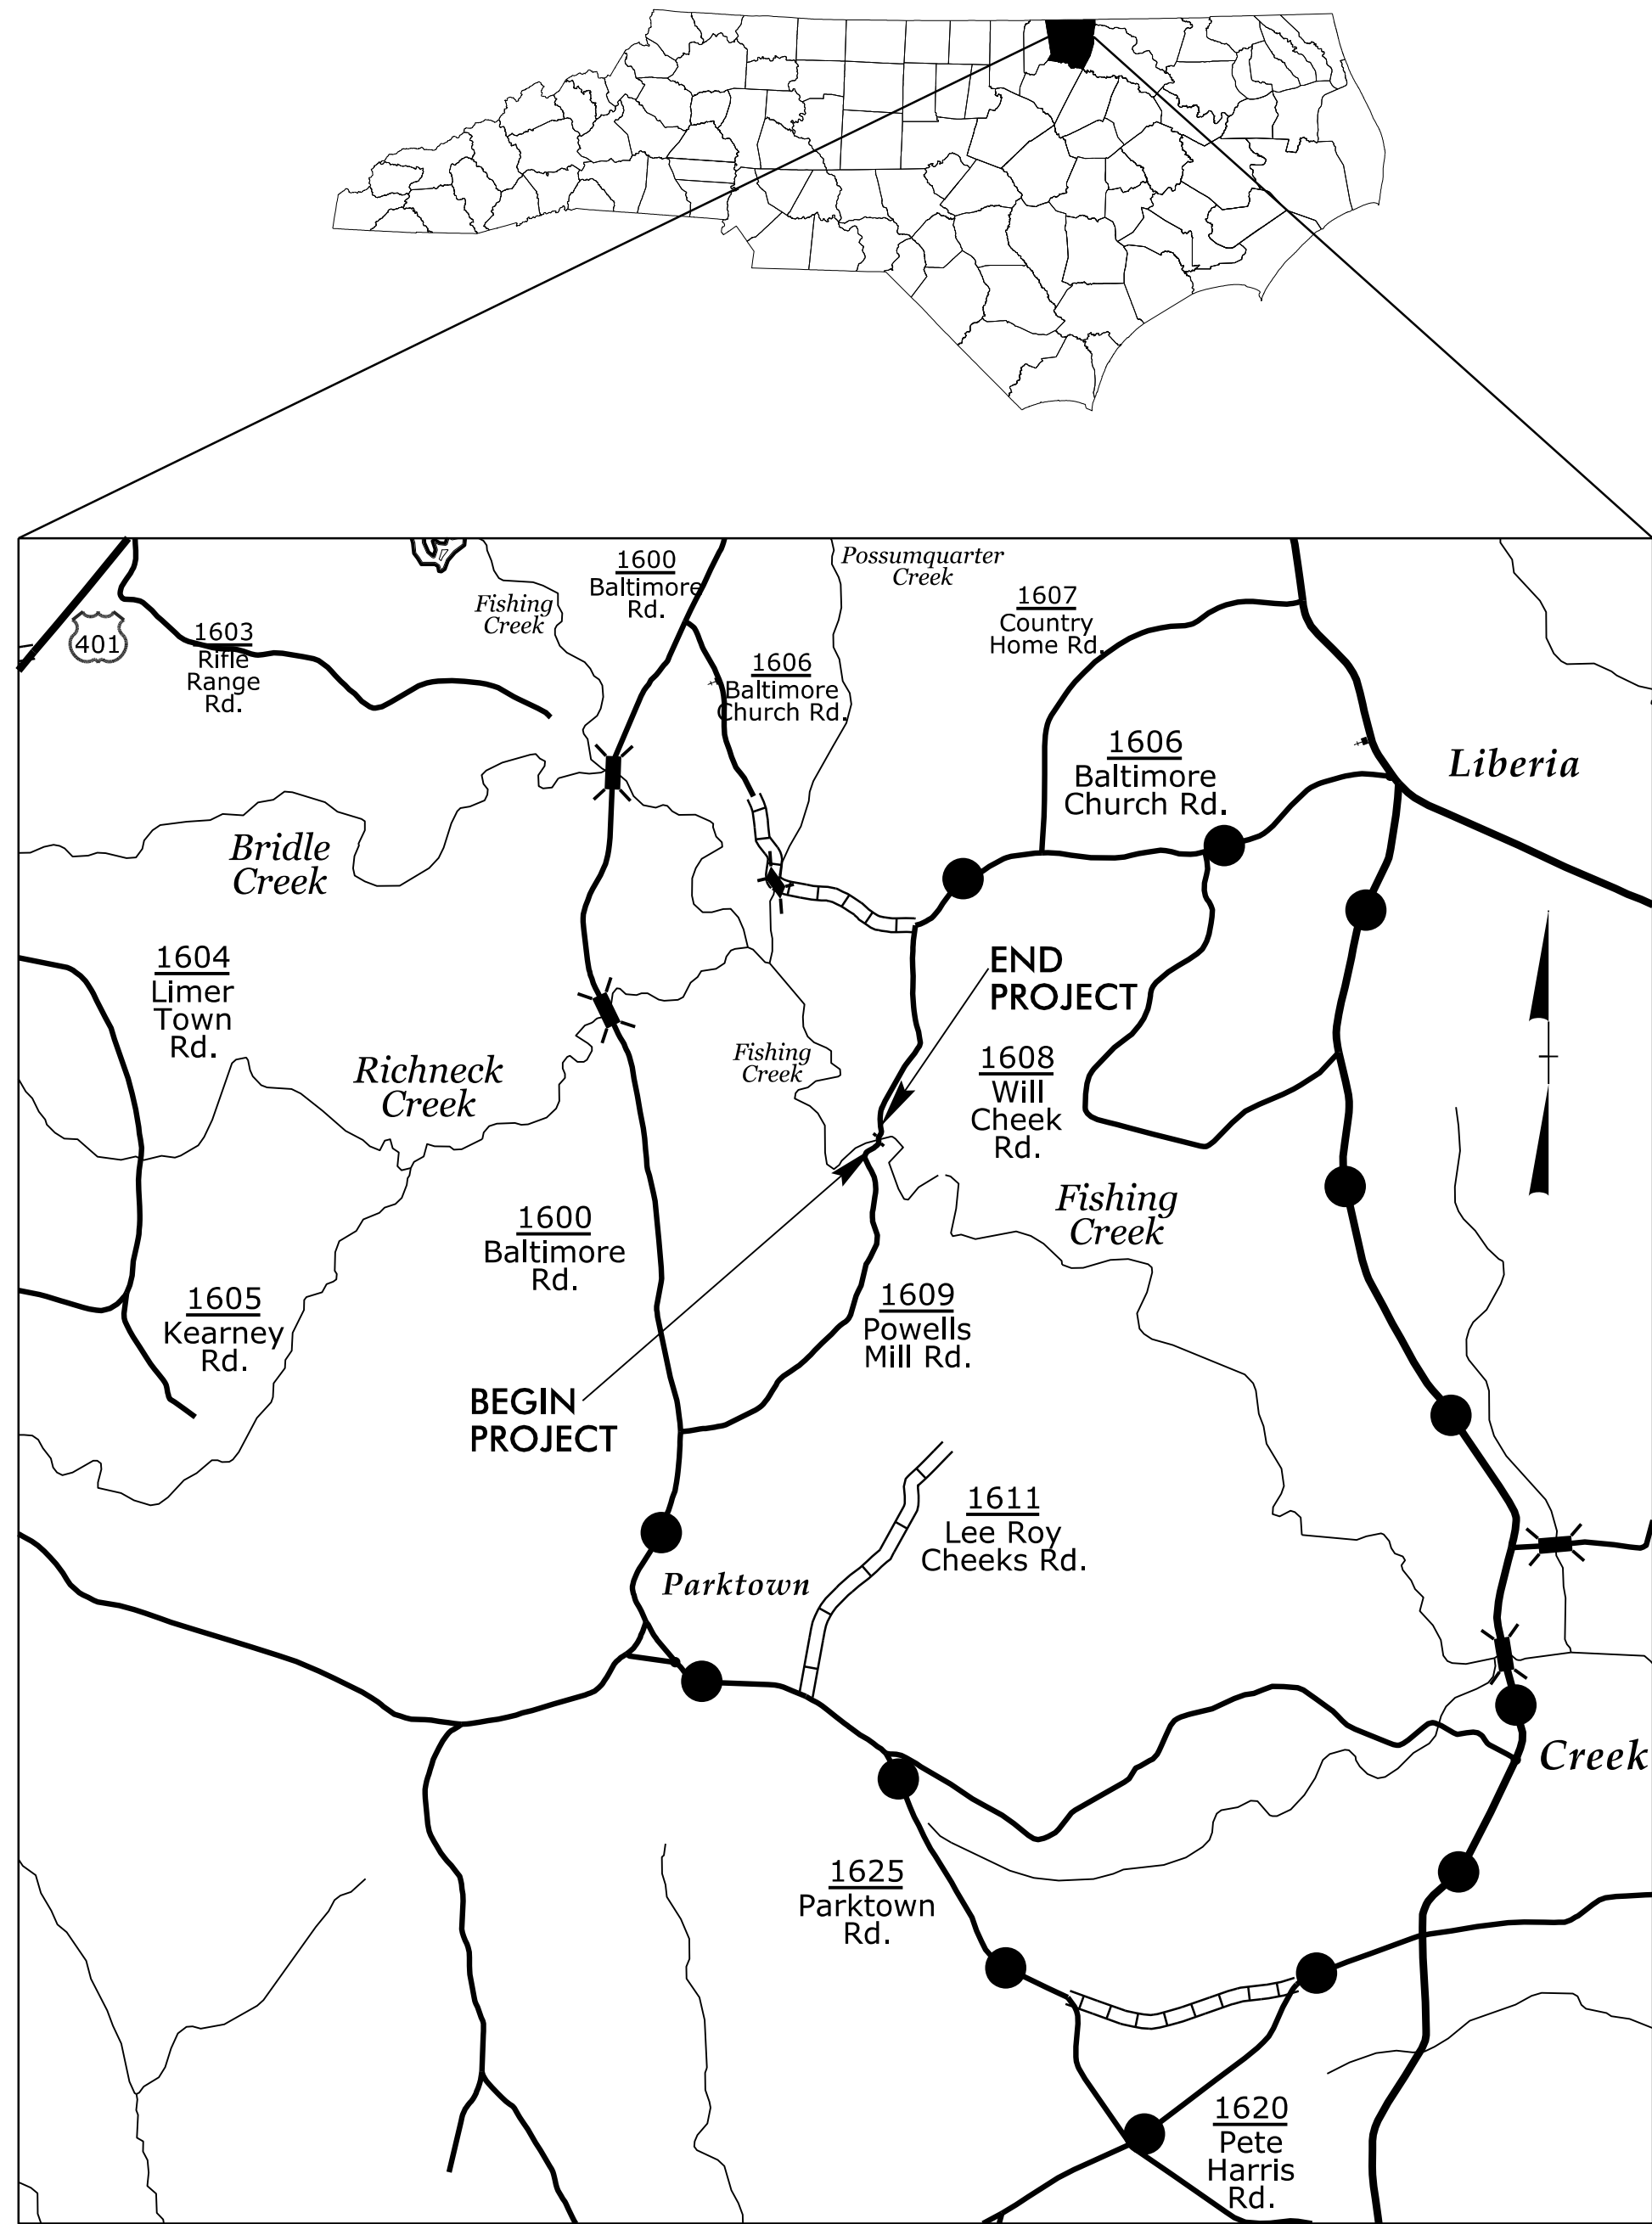 1600
Baltimore
Rd.
Possumquarter
Creek
Fishing
Creek
1607
Country
Home Rd.
401
1603
Rifle
Range
Rd.
1606
Baltimore
Church Rd.
1606
Baltimore
Church Rd.
Liberia
Bridle
Creek
1604
Limer
Town
Rd.
END
PROJECT
Richneck
Creek
Fishing
Creek
1608
Will
Cheek
Rd.
Fishing
Creek
1600
Baltimore
Rd.
1605
Kearney
Rd.
1609
Powells
Mill Rd.
BEGIN
PROJECT
1611
Lee Roy
Cheeks Rd.
Parktown
Creek
1625
Parktown
Rd.
1620
Pete
Harris
Rd.